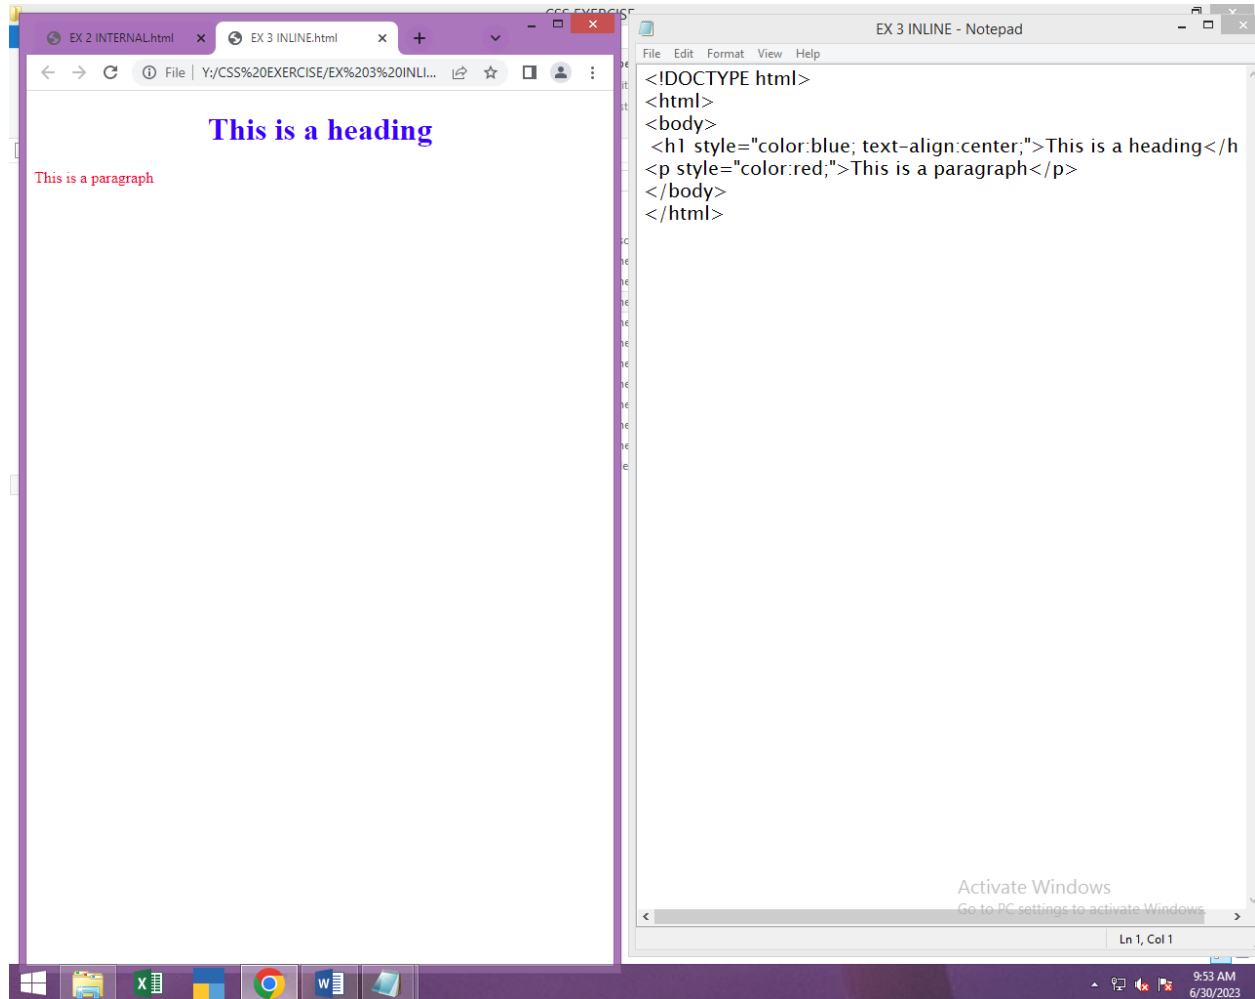 CSS EXERCISE
EX 2 INTERNAL.html
EX 3 INLINE.html
File | Y:/CSS%20EXERCISE/EX%203%20INLI...
This is a heading
This is a paragraph
EX 3 INLINE - Notepad
File Edit Format View Help
<!DOCTYPE html>
<html>
<body>
<h1 style="color:blue; text-align:center;">This is a heading</h
<p style="color:red;">This is a paragraph</p>
</body>
</html>
Activate Windows
Go to PC settings to activate Windows.
Ln 1, Col 1
9:53 AM
6/30/2023